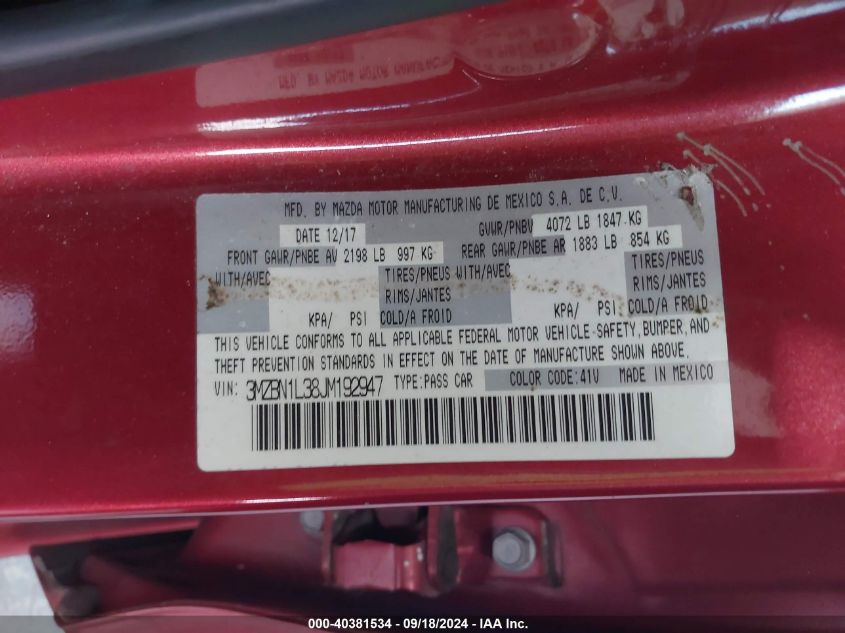 MFD. BY MAZDA MOTOR MANUFACTURING DE MEXICO S.A. DE C.V.
DATE 12/17 GVWR/PNBV 4072 LB 1847 KG
FRONT GAWR/PNBE AV 2198 LB 997 KG REAR GAWR/PNBE AR 1883 LB 854 KG
WITH/AVEC TIRES/PNEUS WITH/AVEC TIRES/PNEUS
RIMS/JANTES RIMS/JANTES
KPA/ PSI COLD/A FROID KPA/ PSI COLD/A FROID
THIS VEHICLE CONFORMS TO ALL APPLICABLE FEDERAL MOTOR VEHICLE SAFETY, BUMPER, AND
THEFT PREVENTION STANDARDS IN EFFECT ON THE DATE OF MANUFACTURE SHOWN ABOVE.
VIN: 3MZBN1L38JM192947 TYPE:PASS CAR COLOR CODE:41V MADE IN MEXICO
000-40381534 - 09/18/2024 - IAA Inc.